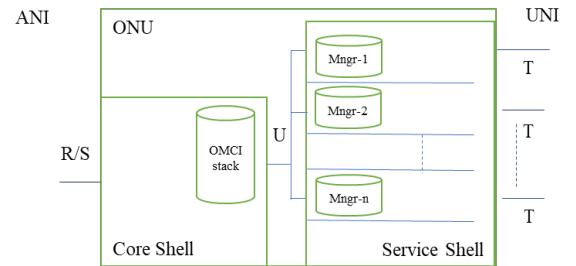 ANI
UNI
ONU
Mngr-1
T
Mngr-2
U
T
OMCI
stack
R/S
Mngr-n
T
Core Shell
Service Shell